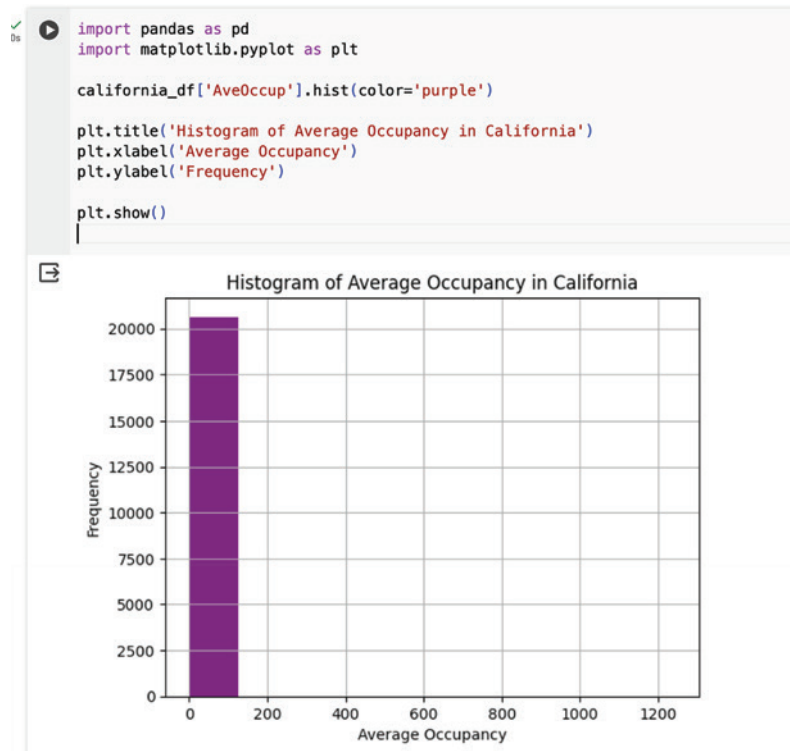 import pandas as pd
0s
import matplotlib.pyplot as plt
california_df['AveOccup'].hist(color='purple')
plt.title('Histogram of Average Occupancy in California')
plt.xlabel('Average Occupancy')
plt.ylabel('Frequency')
plt.show()
Histogram of Average Occupancy in California
20000
17500
15000
12500
10000
7500
5000
2500
0
Frequency
0 200 400 600 800 1000 1200
Average Occupancy